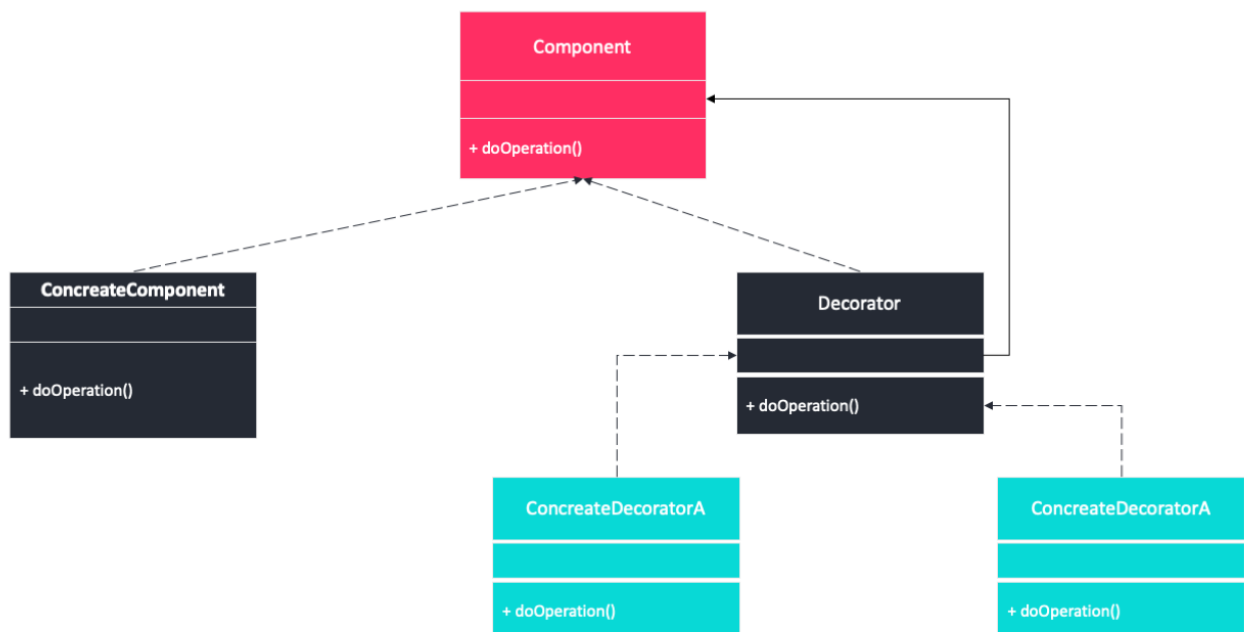 Component
+ doOperation()
ConcreateComponent
+ doOperation()
Decorator
+ doOperation()
ConcreateDecoratorA
+ doOperation()
ConcreateDecoratorA
+ doOperation()